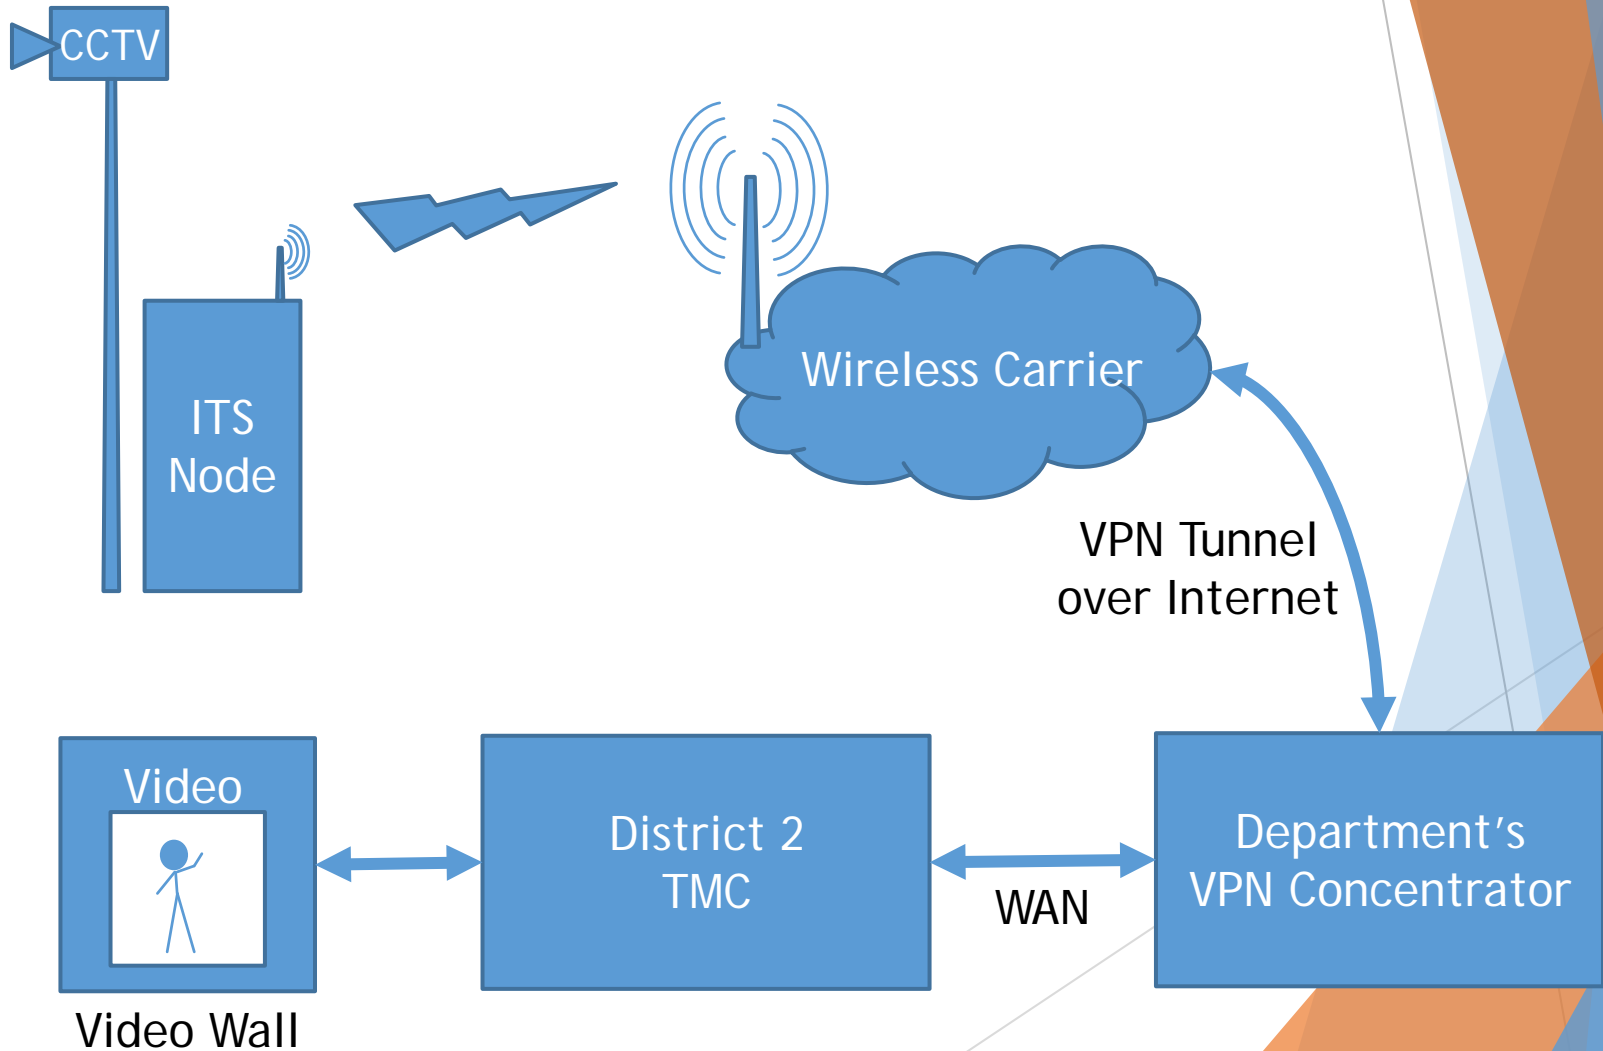 CCTV
ITS
Node
Wireless Carrier
VPN Tunnel
over Internet
Video
Video Wall
District 2
TMC
WAN
Department’s
VPN Concentrator